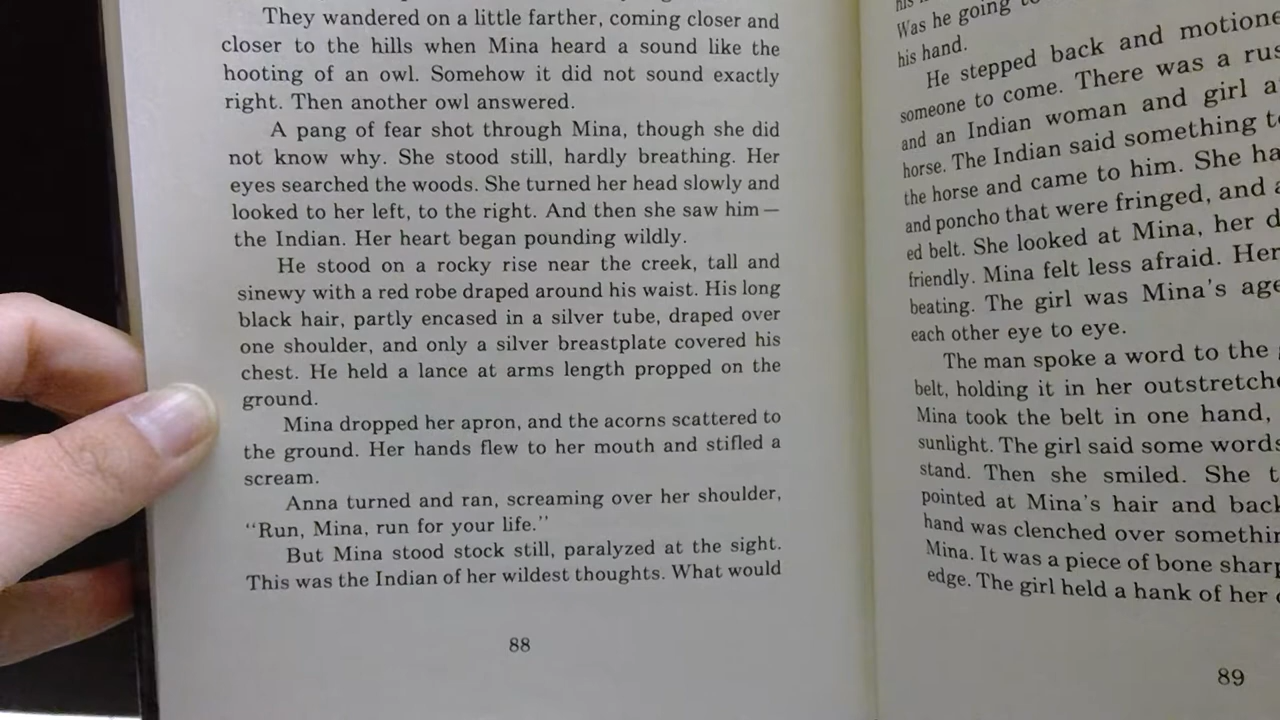 They wandered on a little farther, coming closer and
closer to the hills when Mina heard a sound like the
hooting of an owl. Somehow it did not sound exactly
right. Then another owl answered.
A pang of fear shot through Mina, though she did
not know why. She stood still, hardly breathing. Her
eyes searched the woods. She turned her head slowly and
looked to her left, to the right. And then she saw him—
the Indian. Her heart began pounding wildly.
He stood on a rocky rise near the creek, tall and
sinewy with a red robe draped around his waist. His long
black hair, partly encased in a silver tube, draped over
one shoulder, and only a silver breastplate covered his
chest. He held a lance at arms length propped on the
ground.
Mina dropped her apron, and the acorns scattered to
the ground. Her hands flew to her mouth and stifled a
scream.
Anna turned and ran, screaming over her shoulder,
"Run, Mina, run for your life."
But Mina stood stock still, paralyzed at the sight.
This was the Indian of her wildest thoughts. What would
88
his
Was he going to
his hand.
He stepped back and motione
someone to come. There was a rus
and an Indian woman and girl a
horse. The Indian said something t
the horse and came to him. She ha
and poncho that were fringed, and a
ed belt. She looked at Mina, her d
friendly. Mina felt less afraid. Her
beating. The girl was Mina's age
each other eye to eye.
The man spoke a word to the
belt, holding it in her outstretche
Mina took the belt in one hand,
sunlight. The girl said some words
stand. Then she smiled. She t
pointed at Mina's hair and back
hand was clenched over somethin
Mina. It was a piece of bone sharp
edge. The girl held a hank of her
89